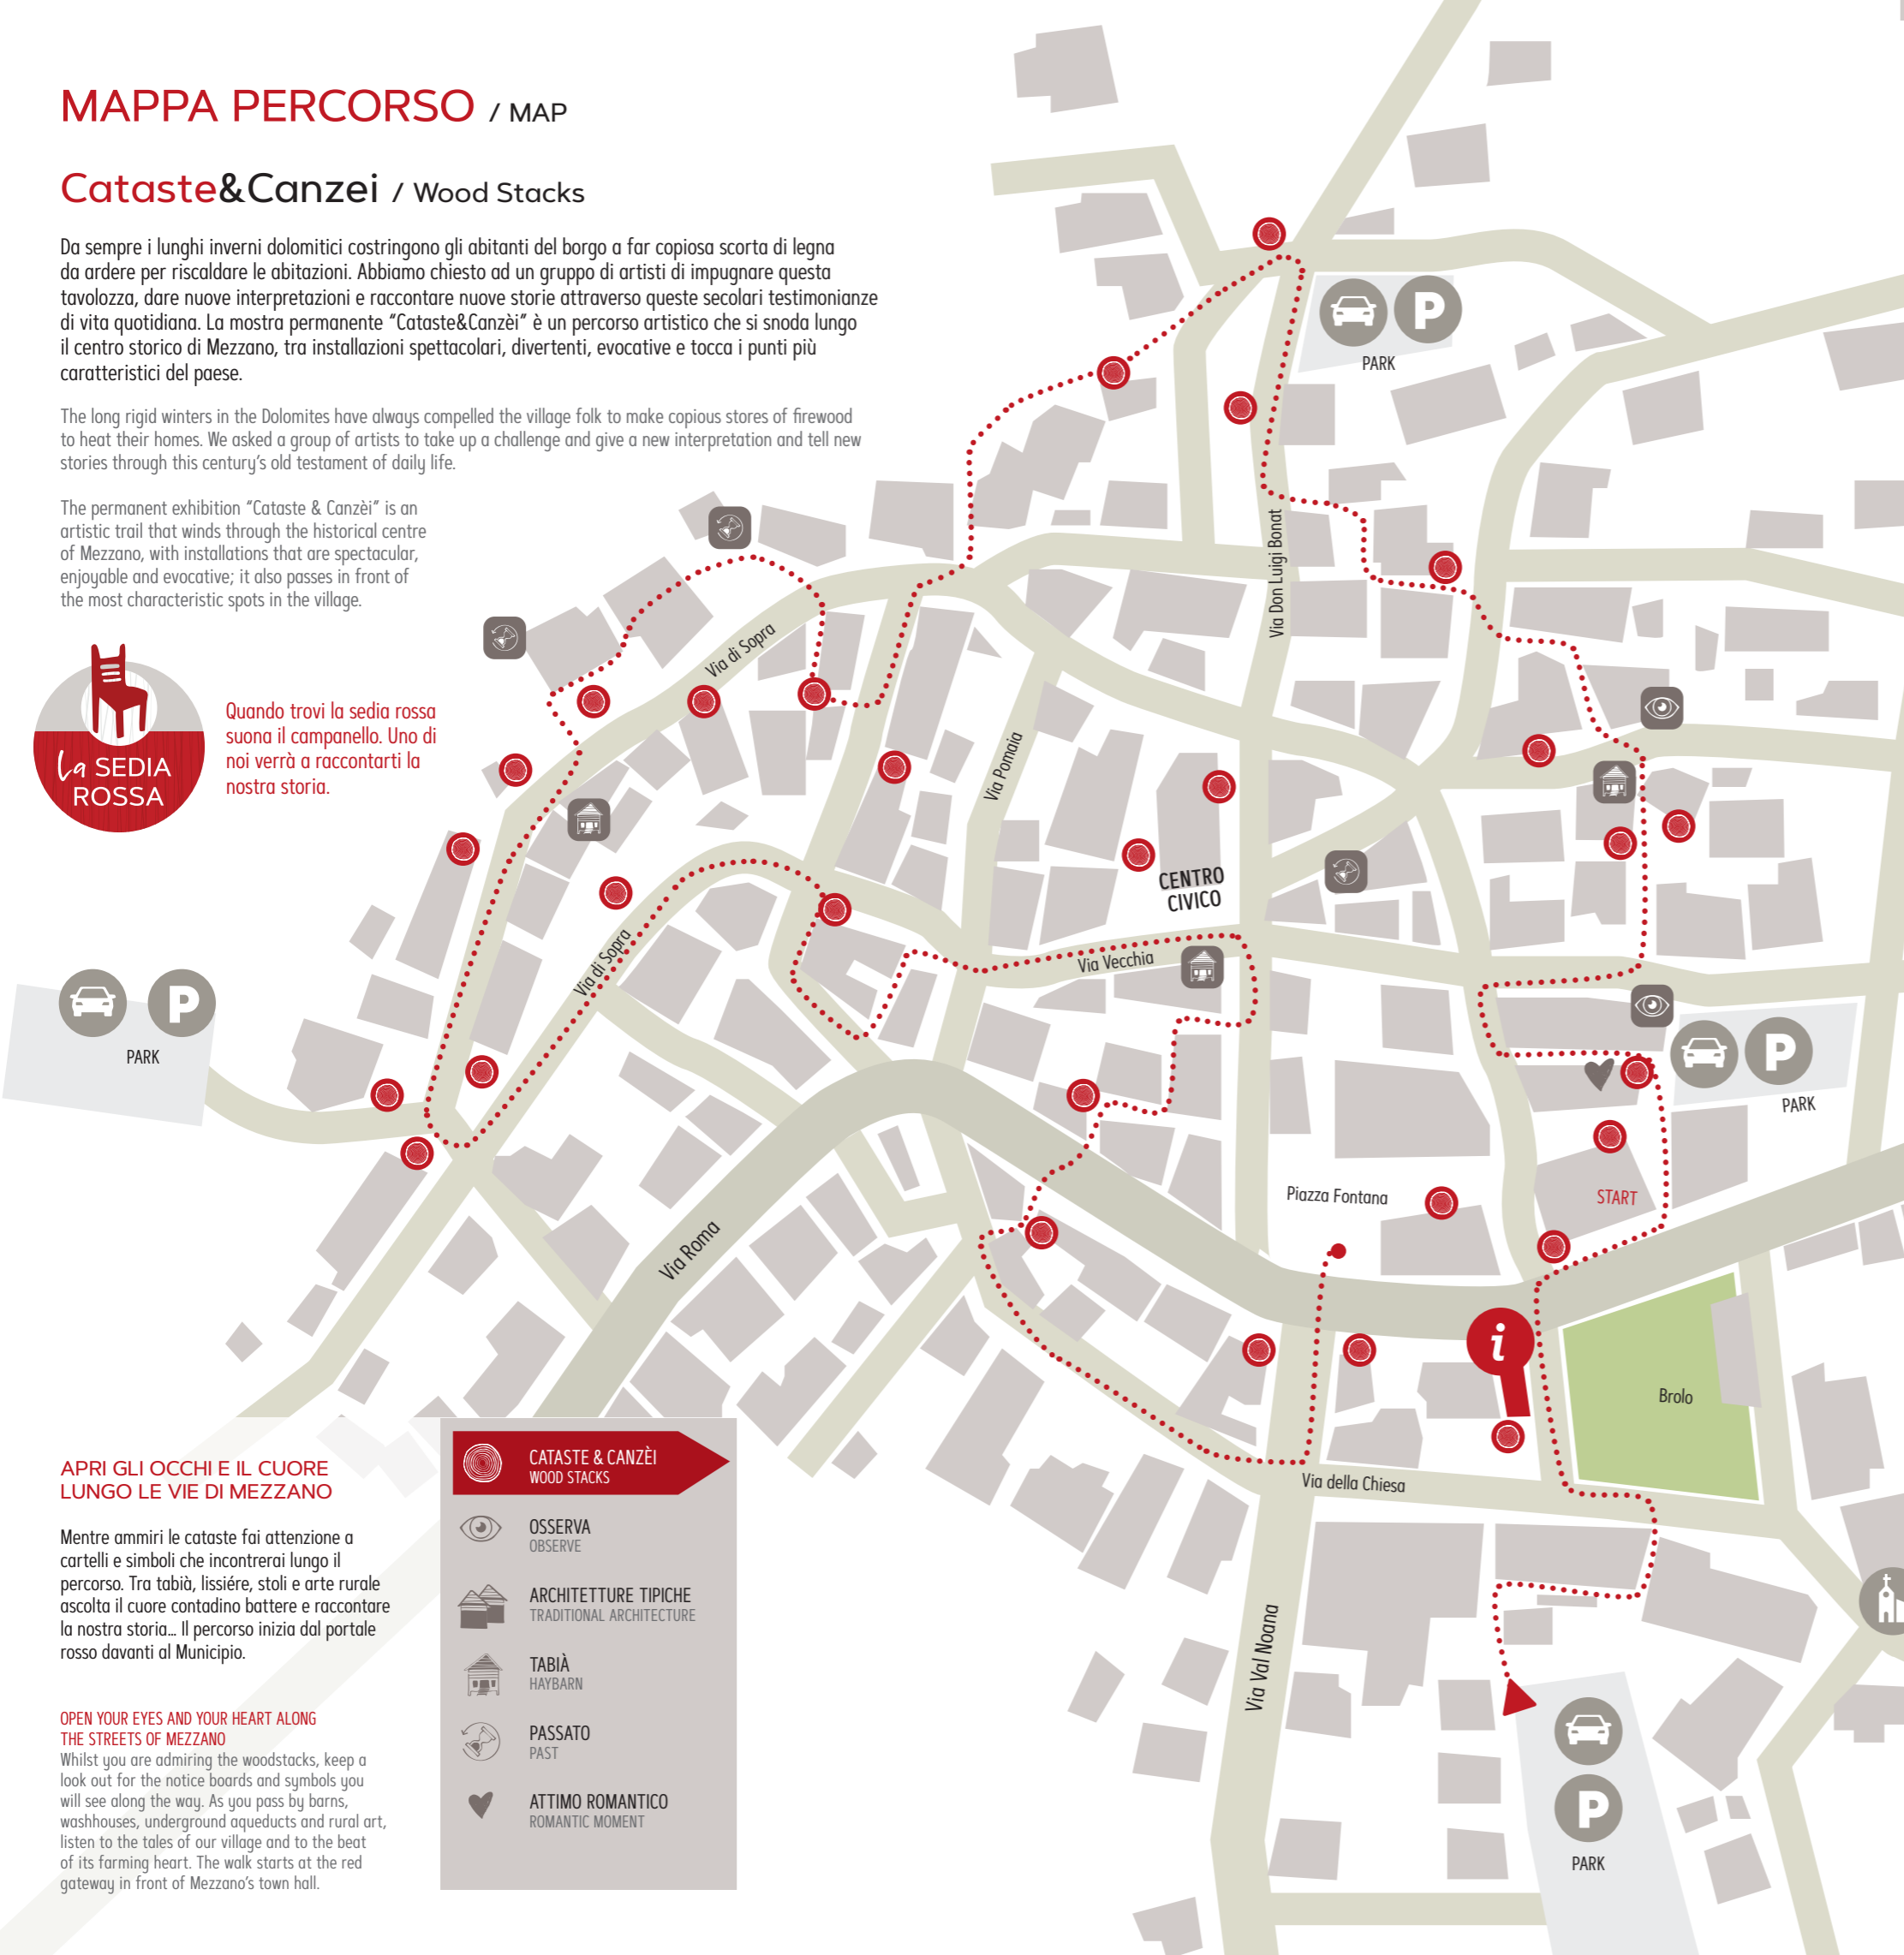 MAPPA PERCORSO / MAP
Cataste&Canzei / Wood Stacks
Da sempre i lunghi inverni dolomitici costringono gli abitanti del borgo a far copiosa scorta di legna
da ardere per riscaldare le abitazioni. Abbiamo chiesto ad un gruppo di artisti di impugnare questa
tavolozza, dare nuove interpretazioni e raccontare nuove storie attraverso queste secolari testimonianze
di vita quotidiana. La mostra permanente “Cataste&Canzèi” è un percorso artistico che si snoda lungo
il centro storico di Mezzano, tra installazioni spettacolari, divertenti, evocative e tocca i punti più
caratteristici del paese.
The long rigid winters in the Dolomites have always compelled the village folk to make copious stores of firewood
to heat their homes. We asked a group of artists to take up a challenge and give a new interpretation and tell new
stories through this century's old testament of daily life.
The permanent exhibition “Cataste & Canzèi” is an
artistic trail that winds through the historical centre
of Mezzano, with installations that are spectacular,
enjoyable and evocative; it also passes in front of
the most characteristic spots in the village.
La SEDIA
ROSSA
Quando trovi la sedia rossa
suona il campanello. Uno di
noi verrà a raccontarti la
nostra storia.
P
PARK
Via Don Luigi Bonat
Via di Sopra
Via Pomaia
CENTRO
CIVICO
Via di Sopra
Via Vecchia
P
PARK
P
PARK
Piazza Fontana
START
Via Roma
i
Brolo
Via della Chiesa
Via Val Noana
P
PARK
APRI GLI OCCHI E IL CUORE
LUNGO LE VIE DI MEZZANO
Mentre ammiri le cataste fai attenzione a
cartelli e simboli che incontrerai lungo il
percorso. Tra tabià, lissiére, stoli e arte rurale
ascolta il cuore contadino battere e raccontare
la nostra storia... Il percorso inizia dal portale
rosso davanti al Municipio.
OPEN YOUR EYES AND YOUR HEART ALONG
THE STREETS OF MEZZANO
Whilst you are admiring the woodstacks, keep a
look out for the notice boards and symbols you
will see along the way. As you pass by barns,
washhouses, underground aqueducts and rural art,
listen to the tales of our village and to the beat
of its farming heart. The walk starts at the red
gateway in front of Mezzano's town hall.
CATASTE & CANZÈI
WOOD STACKS
OSSERVA
OBSERVE
ARCHITETTURE TIPICHE
TRADITIONAL ARCHITECTURE
TABIÀ
HAYBARN
PASSATO
PAST
ATTIMO ROMANTICO
ROMANTIC MOMENT